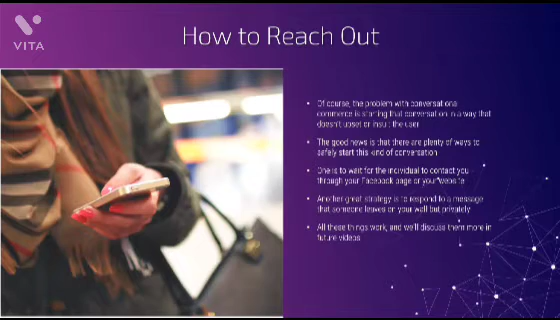 VITA
How to Reach Out
• Of course, the problem with conversational
commerce is starting that conversation in a way that
doesn't upset or insult the user
• The good news is that there are plenty of ways to
safely start this kind of conversation
• One is to wait for the individual to contact you
through your Facebook page or your website
• Another great strategy is to respond to a message
that someone leaves on your wall but privately
• All these things work, and we'll discuss them more in
future videos